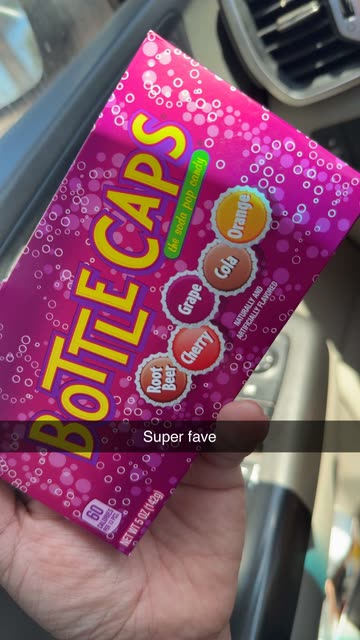 BOTTLE CAPS
the soda pop candy
Orange
Cola
Grape
Cherry
Root
Beer
NATURALLY AND
ARTIFICIALLY FLAVORED
Super fave
60
CALORIES
NET WT 5 OZ (142g)